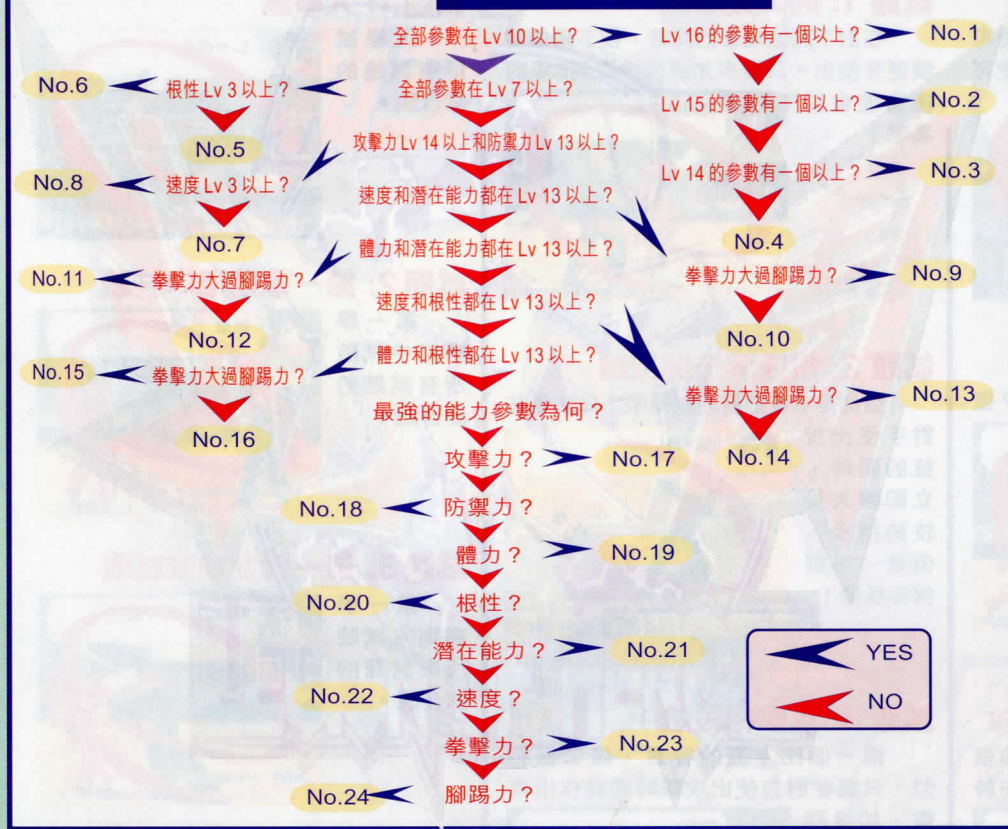 全部參數在 Lv 10 以上？
Lv 16 的參數有一個以上？
No.1
No.6
根性 Lv 3 以上？
全部參數在 Lv 7 以上？
Lv 15 的參數有一個以上？
No.2
No.5
攻擊力 Lv 14 以上和防禦力 Lv 13 以上？
Lv 14 的參數有一個以上？
No.3
No.8
速度 Lv 3 以上？
速度和潛在能力都在 Lv 13 以上？
No.7
No.4
體力和潛在能力都在 Lv 13 以上？
No.11
拳擊力大過腳踢力？
拳擊力大過腳踢力？
No.9
速度和根性都在 Lv 13 以上？
No.12
No.10
體力和根性都在 Lv 13 以上？
No.15
拳擊力大過腳踢力？
拳擊力大過腳踢力？
No.13
最強的能力參數為何？
No.16
No.14
攻擊力？
No.17
No.18
防禦力？
體力？
No.19
No.20
根性？
潛在能力？
No.21
No.22
速度？
拳擊力？
No.23
No.24
腳踢力？
YES
NO